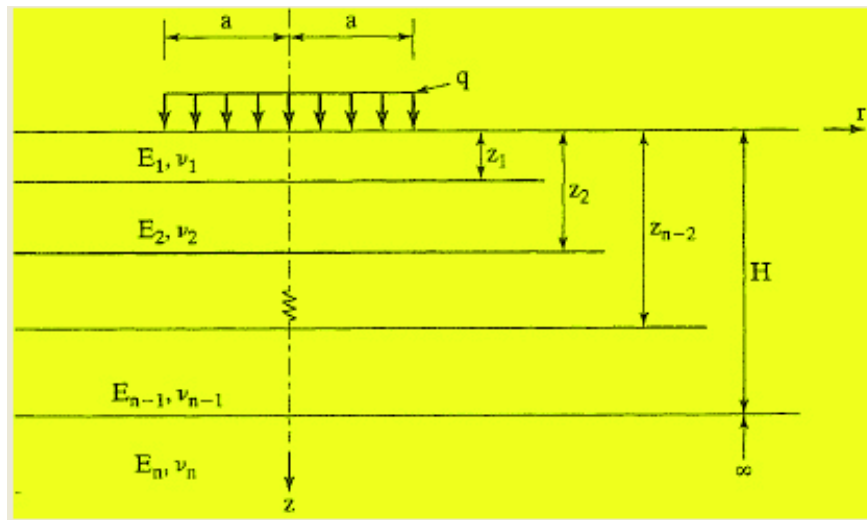 a a
q
r
E₁, ν₁
z₁
E₂, ν₂
z₂
zₙ₋₂
H
Eₙ₋₁, νₙ₋₁
Eₙ, νₙ
∞
z